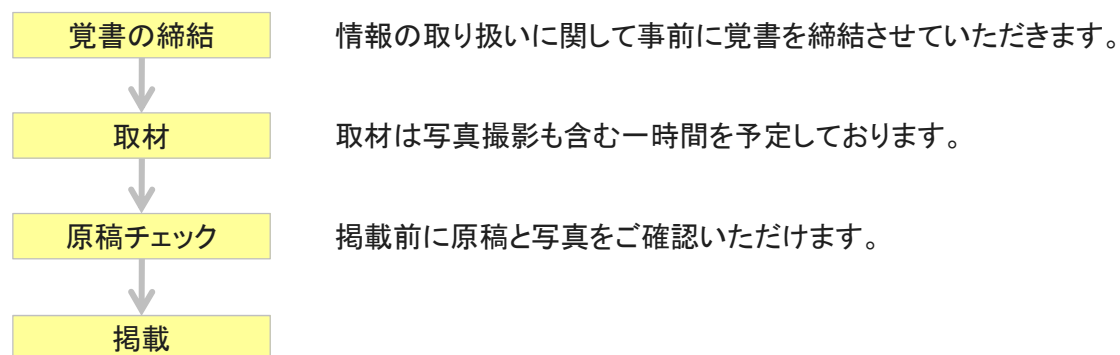 覚書の締結
情報の取り扱いに関して事前に覚書を締結させていただきます。
取材
取材は写真撮影も含む一時間を予定しております。
原稿チェック
掲載前に原稿と写真をご確認いただけます。
掲載